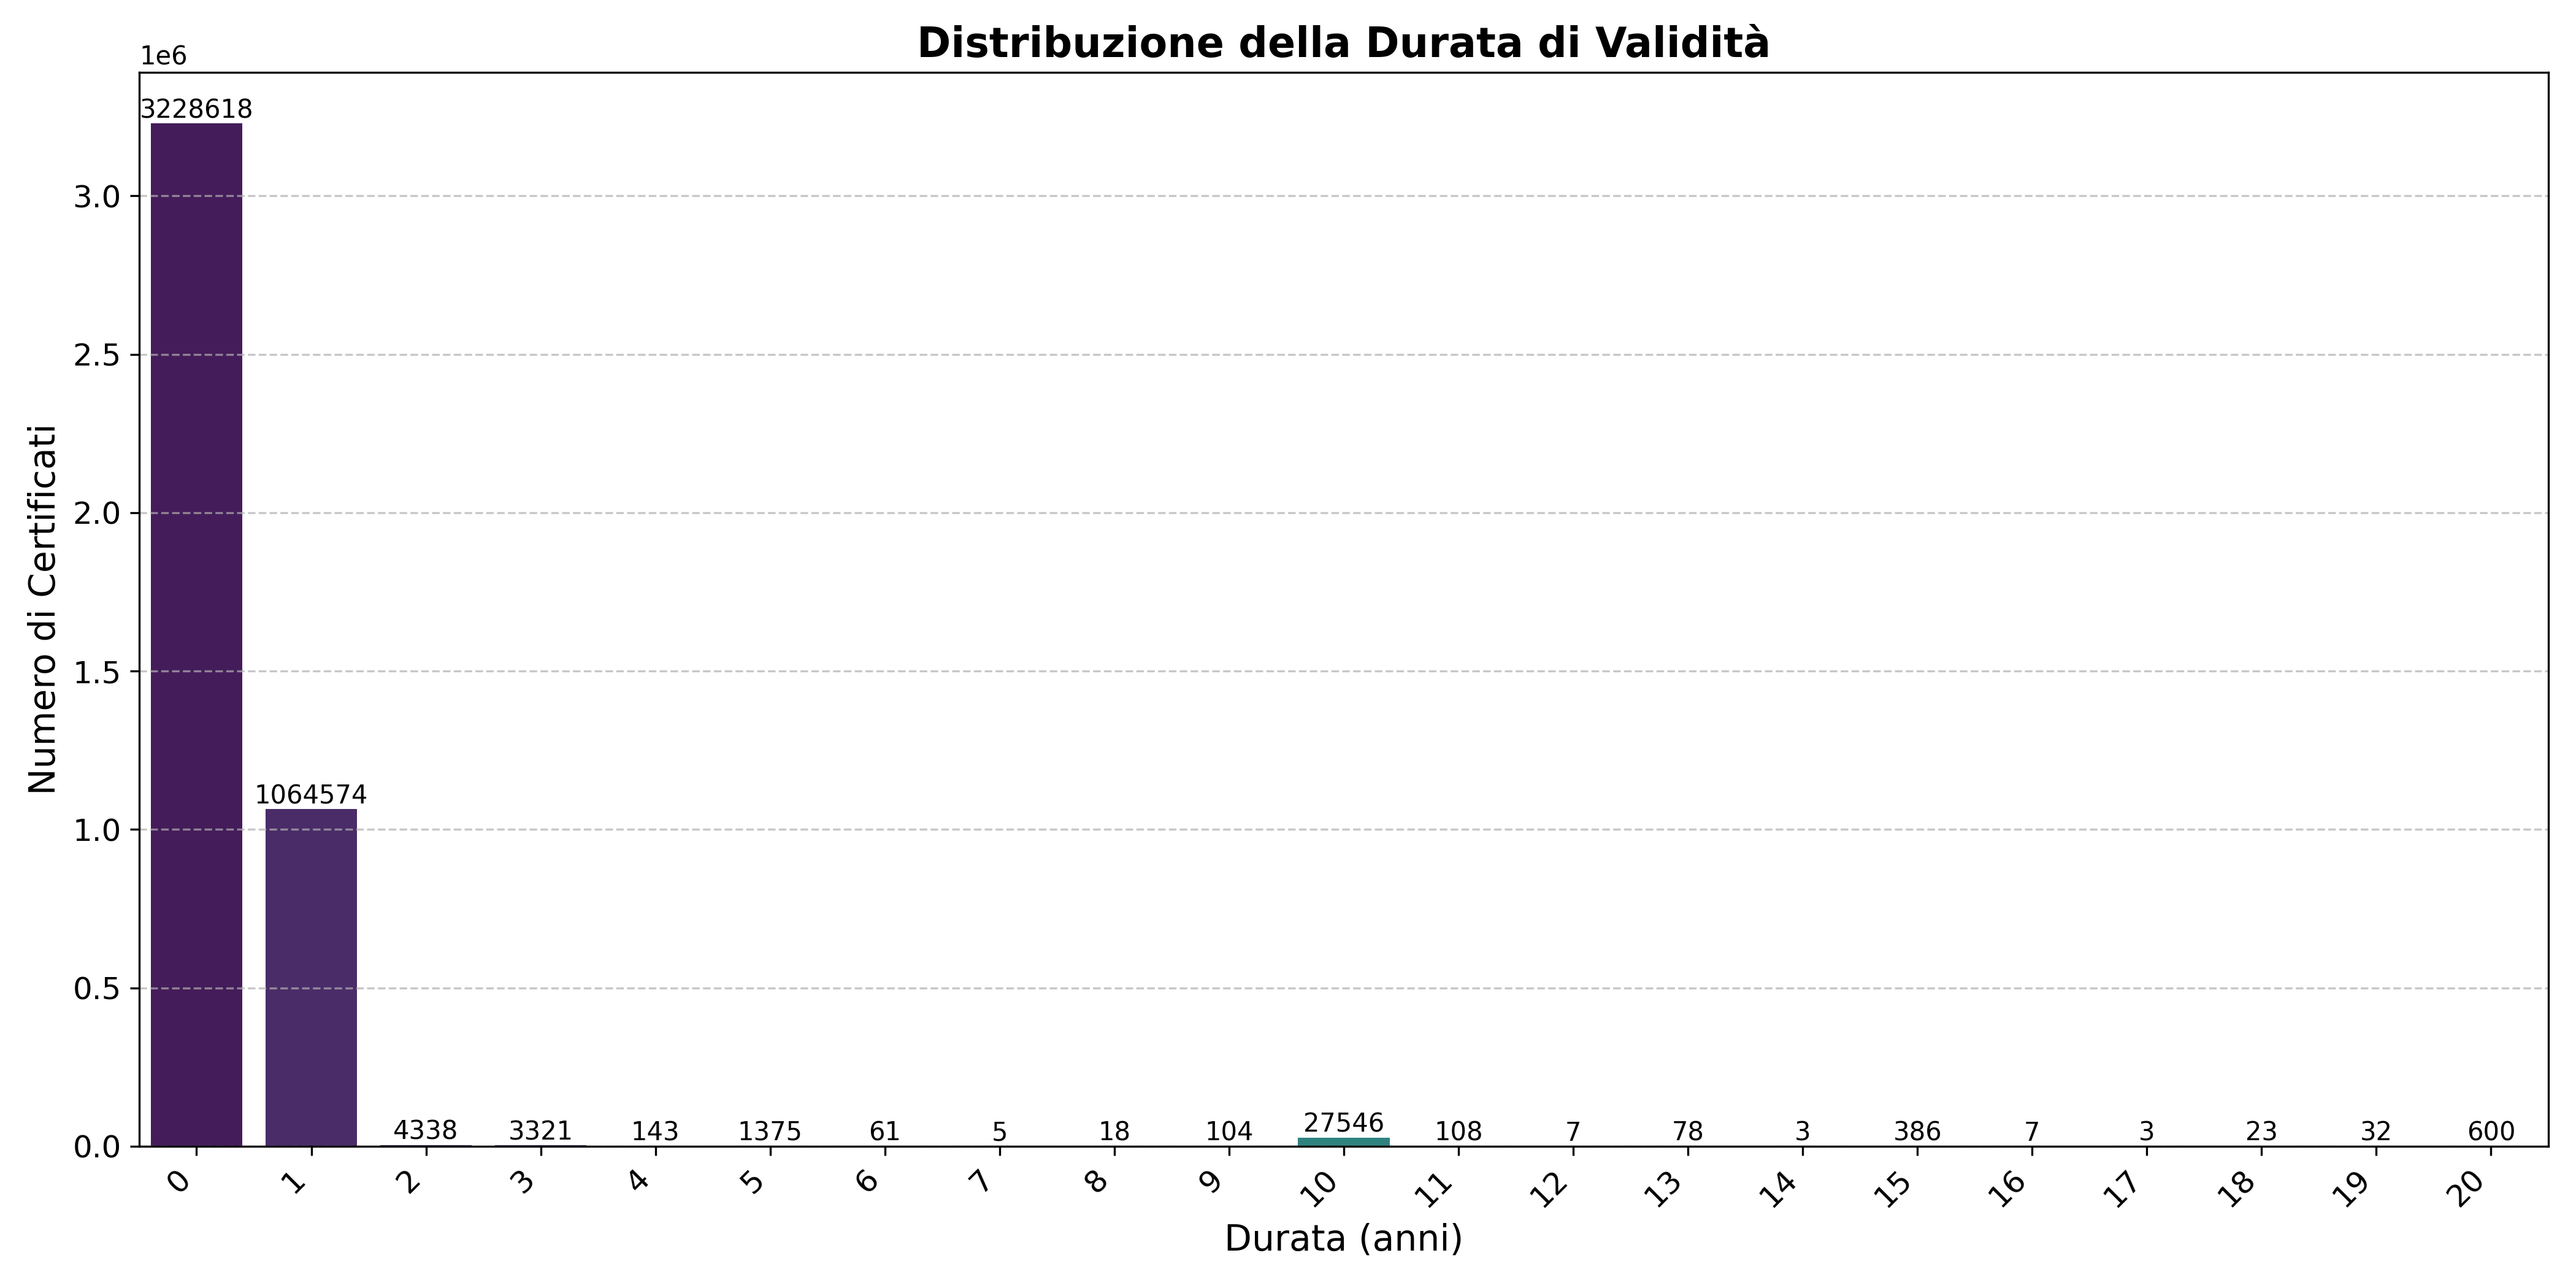 Distribuzione della Durata di Validità
1e6
3228618
3.0
2.5
2.0
1.5
1064574
1.0
0.5
4338 3321 143 1375 61 5 18 104 27546 108 7 78 3 386 7 3 23 32 600
0.0
0 1 2 3 4 5 6 7 8 9 10 11 12 13 14 15 16 17 18 19 20
Durata (anni)
Numero di Certificati